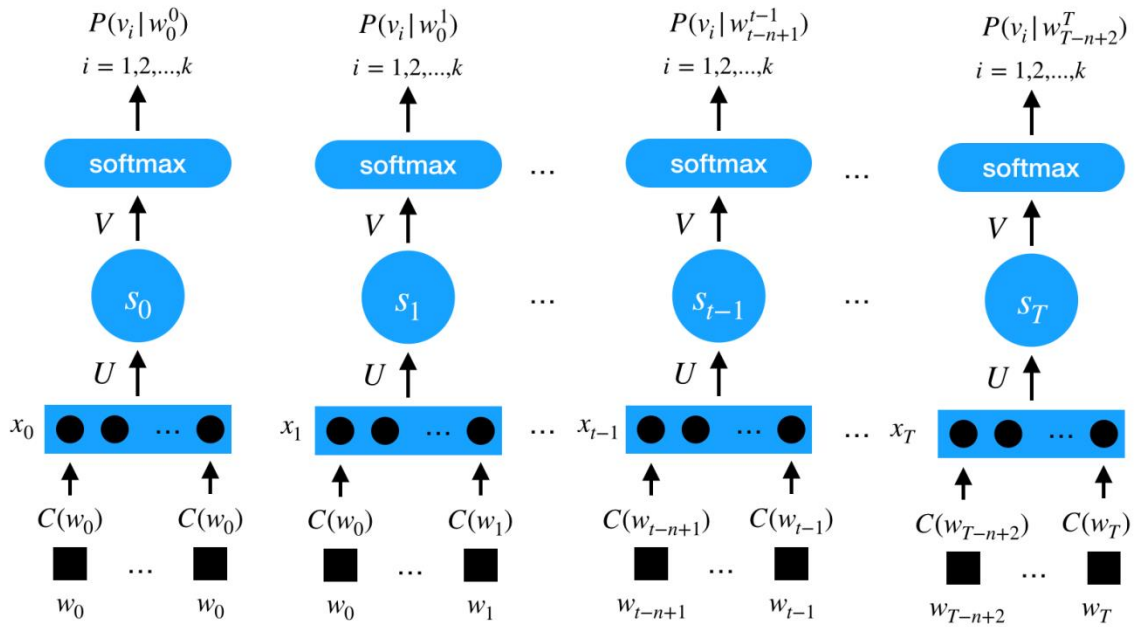 P(v_i | w_0^0) P(v_i | w_0^1) P(v_i | w_{t-n+1}^{t-1}) P(v_i | w_{T-n+2}^T)
i = 1,2,...,k i = 1,2,...,k i = 1,2,...,k i = 1,2,...,k
softmax softmax ... softmax ... softmax
V V V V
s_0 s_1 ... s_{t-1} ... s_T
U U U U
x_0 ... x_1 ... ... x_{t-1} ... ... x_T ...
C(w_0) C(w_0) C(w_0) C(w_1) C(w_{t-n+1}) C(w_{t-1}) C(w_{T-n+2}) C(w_T)
... ... ... ...
w_0 w_0 w_0 w_1 w_{t-n+1} w_{t-1} w_{T-n+2} w_T